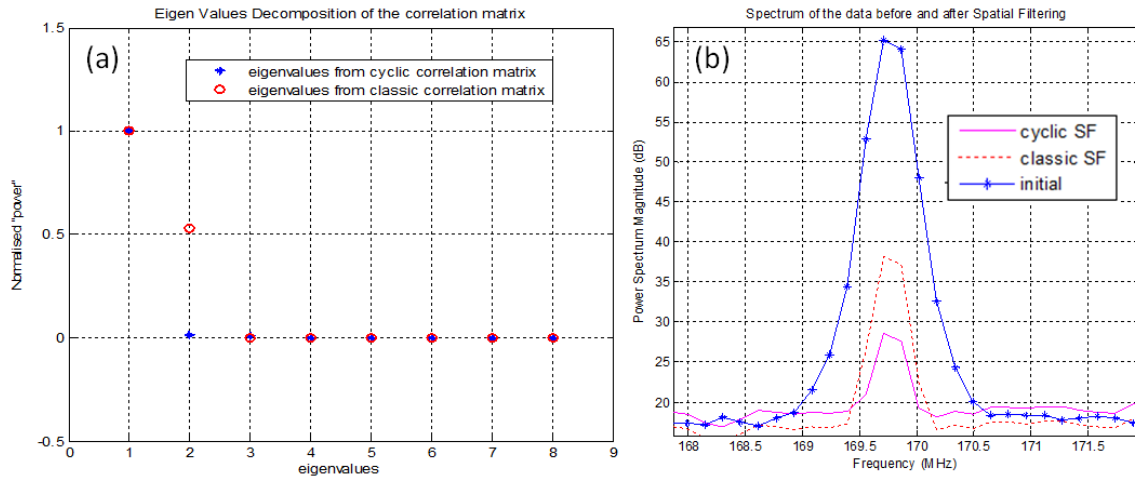 Eigen Values Decomposition of the correlation matrix
(a)
eigenvalues from cyclic correlation matrix
eigenvalues from classic correlation matrix
Normalised "power"
1.5
1
0.5
0
-0.5
0 1 2 3 4 5 6 7 8 9
eigenvalues
Spectrum of the data before and after Spatial Filtering
(b)
cyclic SF
classic SF
initial
Power Spectrum Magnitude (dB)
65
60
55
50
45
40
35
30
25
20
168 168.5 169 169.5 170 170.5 171 171.5
Frequency (MHz)